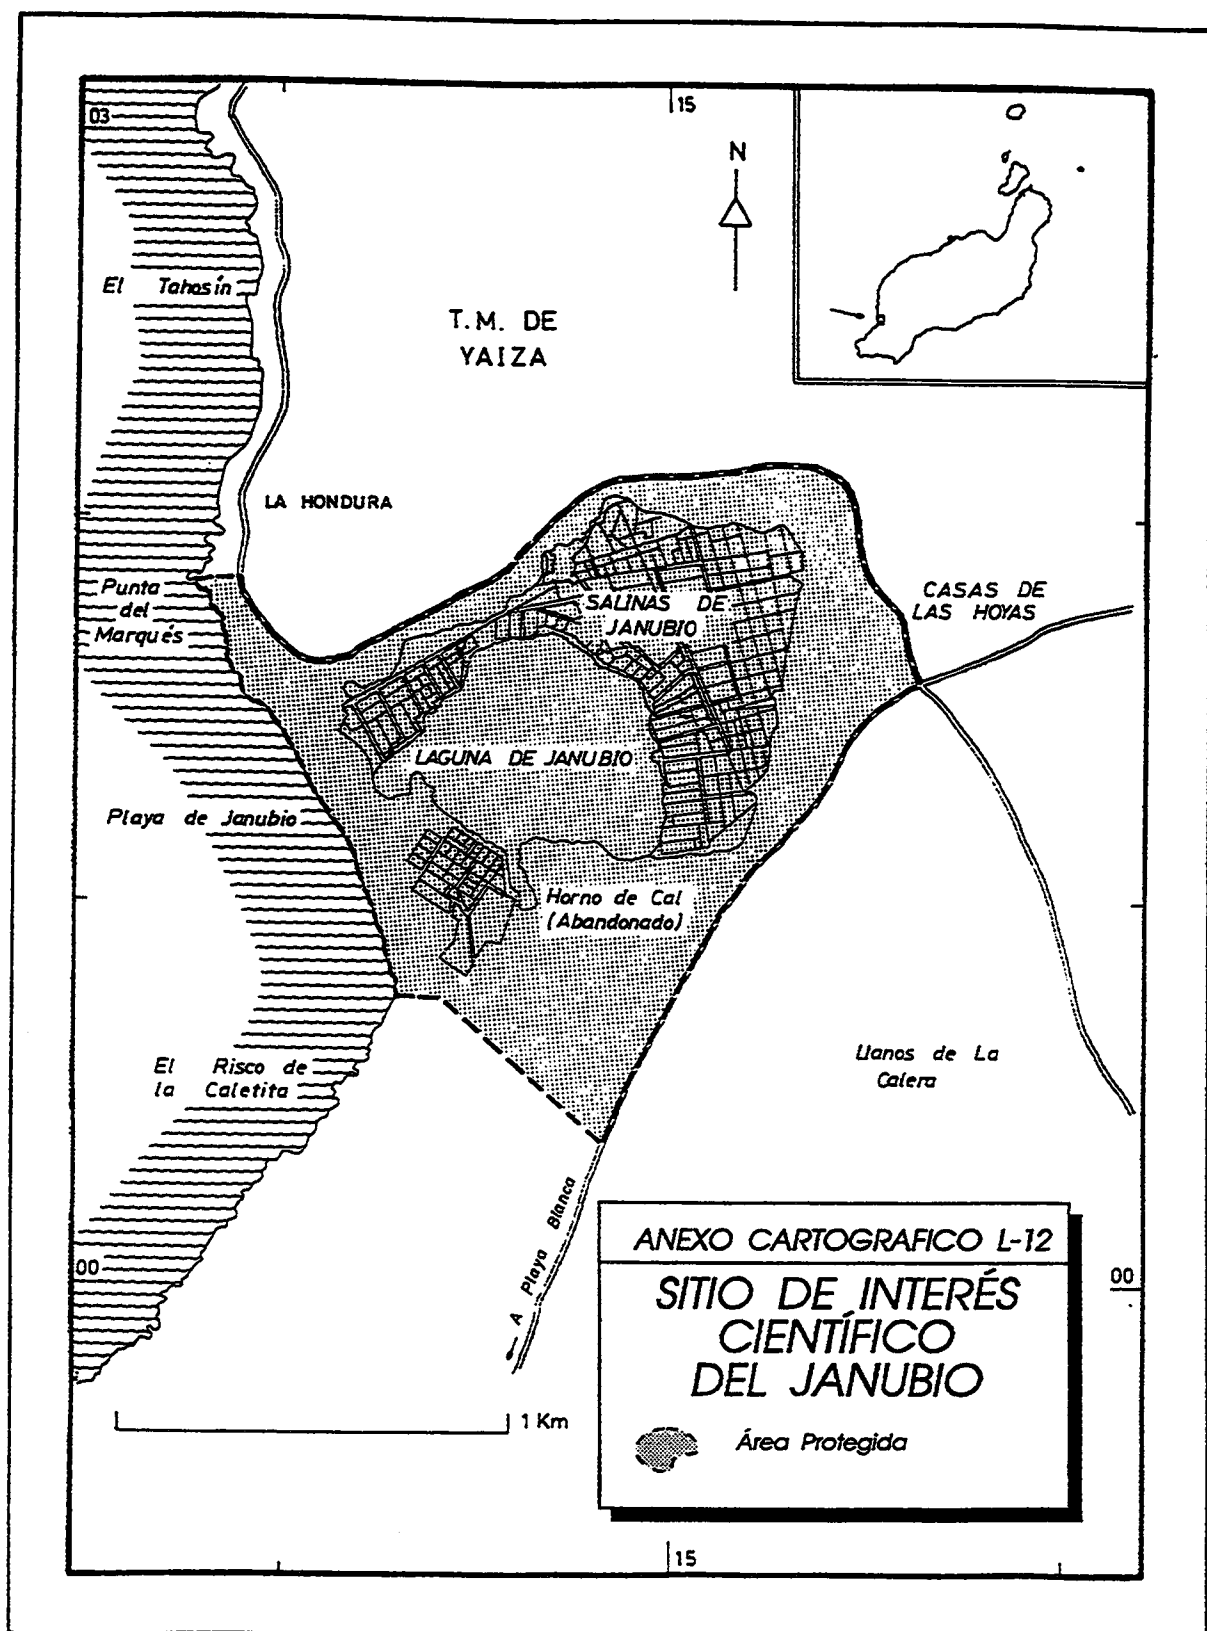 03
15
N
El Tahosín
T.M. DE
YAIZA
LA HONDURA
Punta
del
Marqués
SALINAS DE
JANUBIO
CASAS DE
LAS HOYAS
LAGUNA DE JANUBIO
Playa de Janubio
Horno de Cal
(Abandonado)
El Risco de
la Caletita
Llanos de La
Calera
A Playa Blanca
00
00
ANEXO CARTOGRAFICO L-12
SITIO DE INTERÉS
CIENTÍFICO
DEL JANUBIO
Área Protegida
1 Km
15